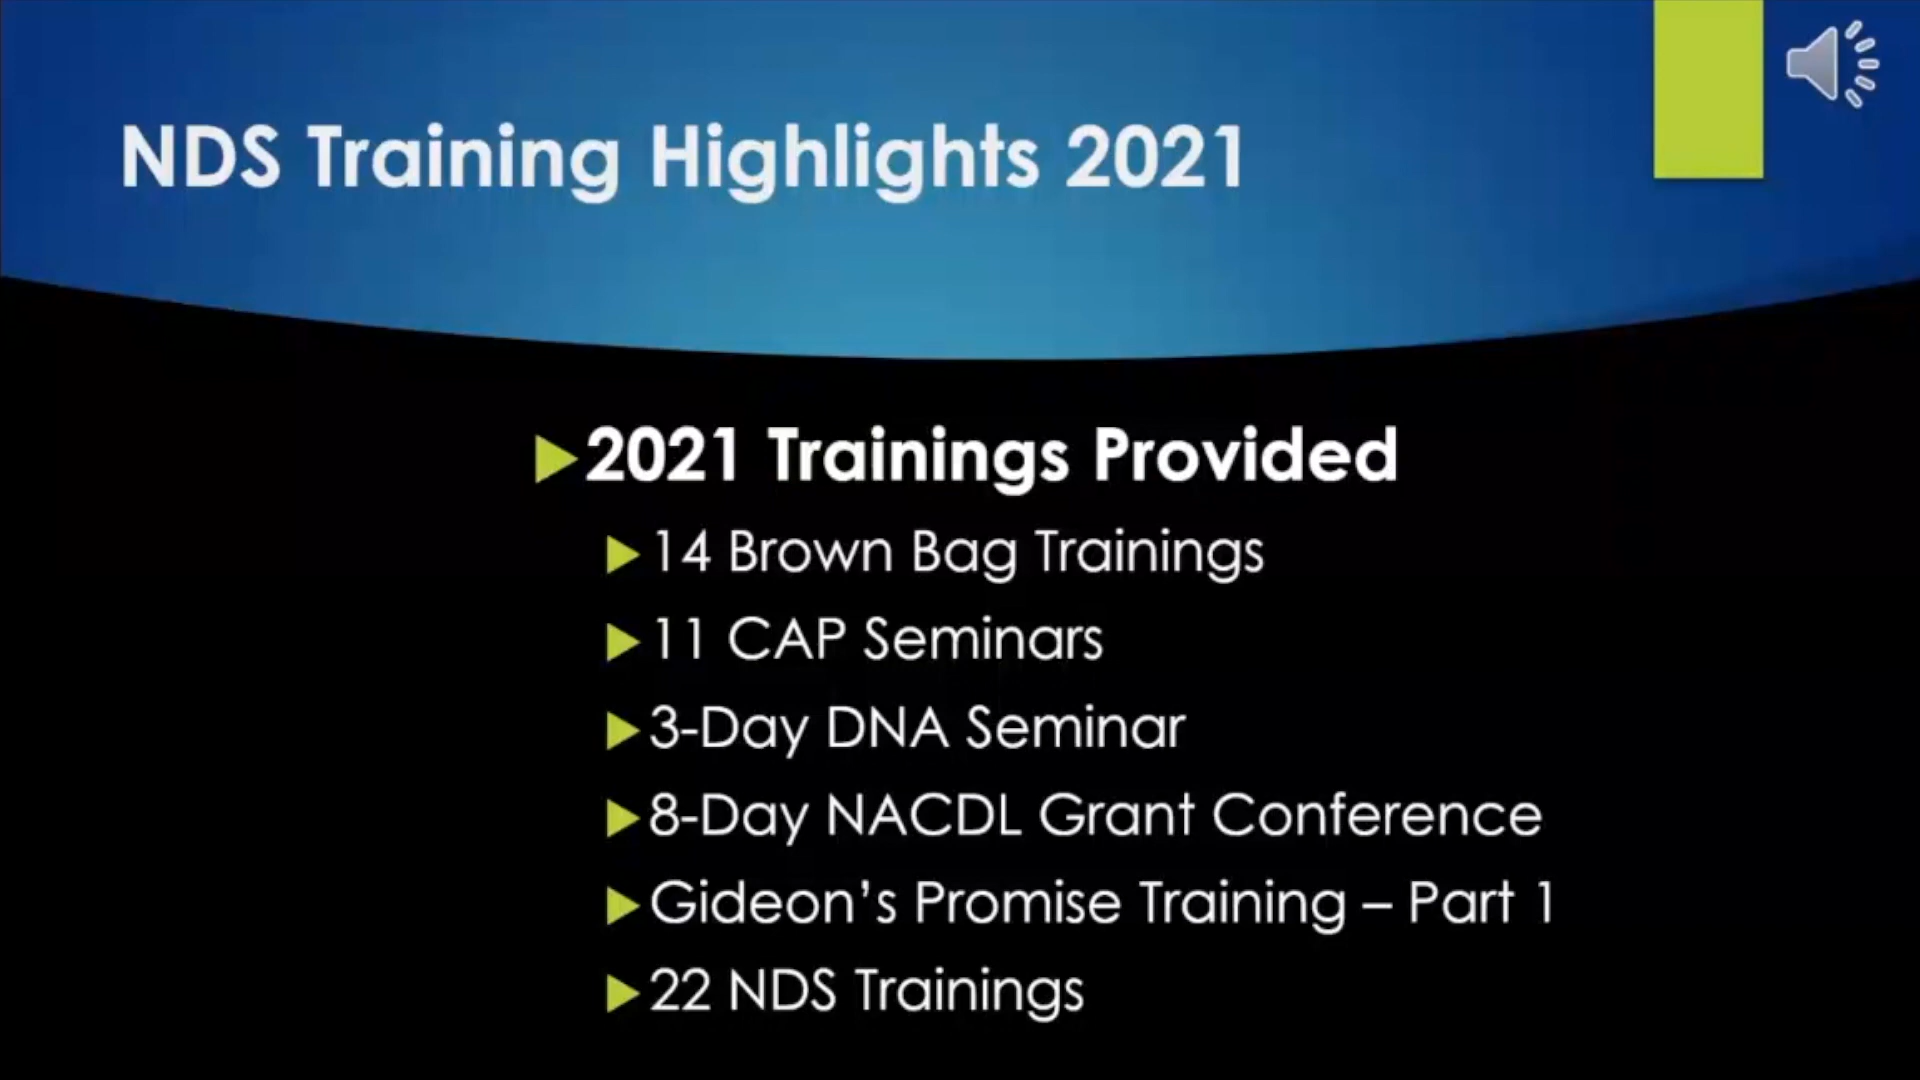 NDS Training Highlights 2021
2021 Trainings Provided
14 Brown Bag Trainings
11 CAP Seminars
3-Day DNA Seminar
8-Day NACDL Grant Conference
Gideon’s Promise Training – Part 1
22 NDS Trainings